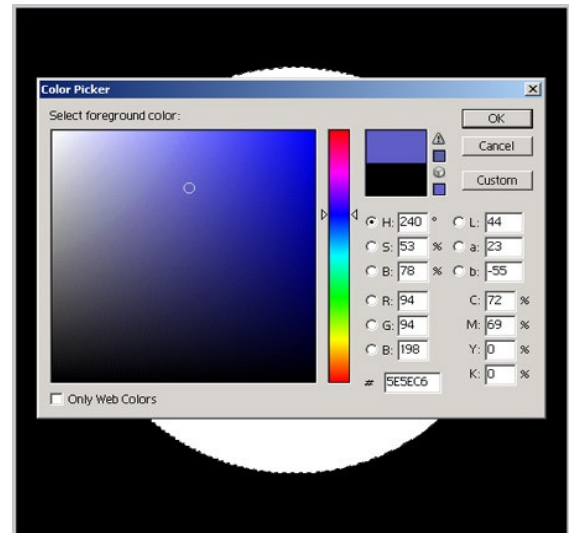 Color Picker
Select foreground color:
OK
Cancel
Custom
H: 240 °
L: 44
S: 53 %
a: 23
B: 78 %
b: -55
R: 94
C: 72 %
G: 94
M: 69 %
B: 198
Y: 0 %
# 5E5EC6
K: 0 %
Only Web Colors